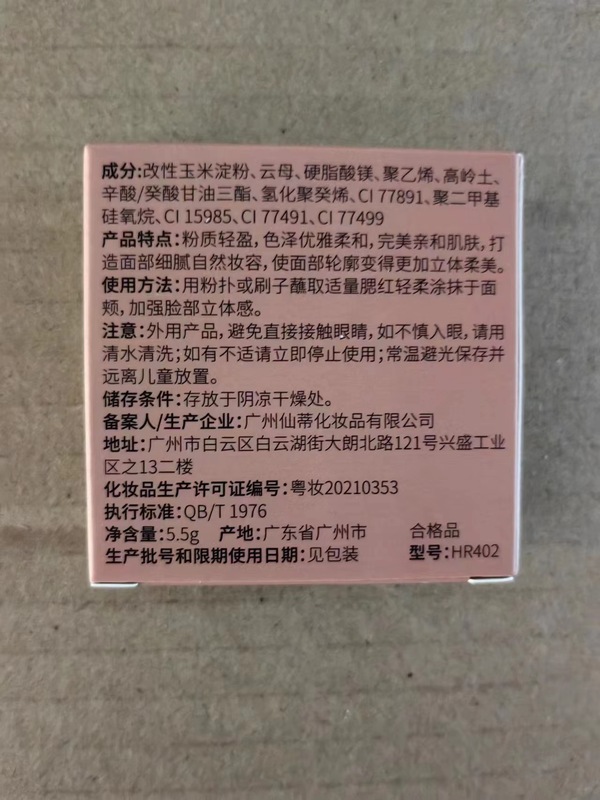 成分:改性玉米淀粉、云母、硬脂酸镁、聚乙烯、高岭土、
辛酸/癸酸甘油三酯、氢化聚癸烯、CI 77891、聚二甲基
硅氧烷、CI 15985、CI 77491、CI 77499
产品特点:粉质轻盈,色泽优雅柔和,完美亲和肌肤,打
造面部细腻自然妆容,使面部轮廓变得更加立体柔美。
使用方法:用粉扑或刷子蘸取适量腮红轻柔涂抹于面
颊,加强脸部立体感。
注意:外用产品,避免直接接触眼睛,如不慎入眼,请用
清水清洗;如有不适请立即停止使用;常温避光保存并
远离儿童放置。
储存条件:存放于阴凉干燥处。
备案人/生产企业:广州仙蒂化妆品有限公司
地址:广州市白云区白云湖街大朗北路121号兴盛工业
区之13二楼
化妆品生产许可证编号:粤妆20210353
执行标准:QB/T 1976
净含量:5.5g 产地:广东省广州市 合格品
生产批号和限期使用日期:见包装 型号:HR402